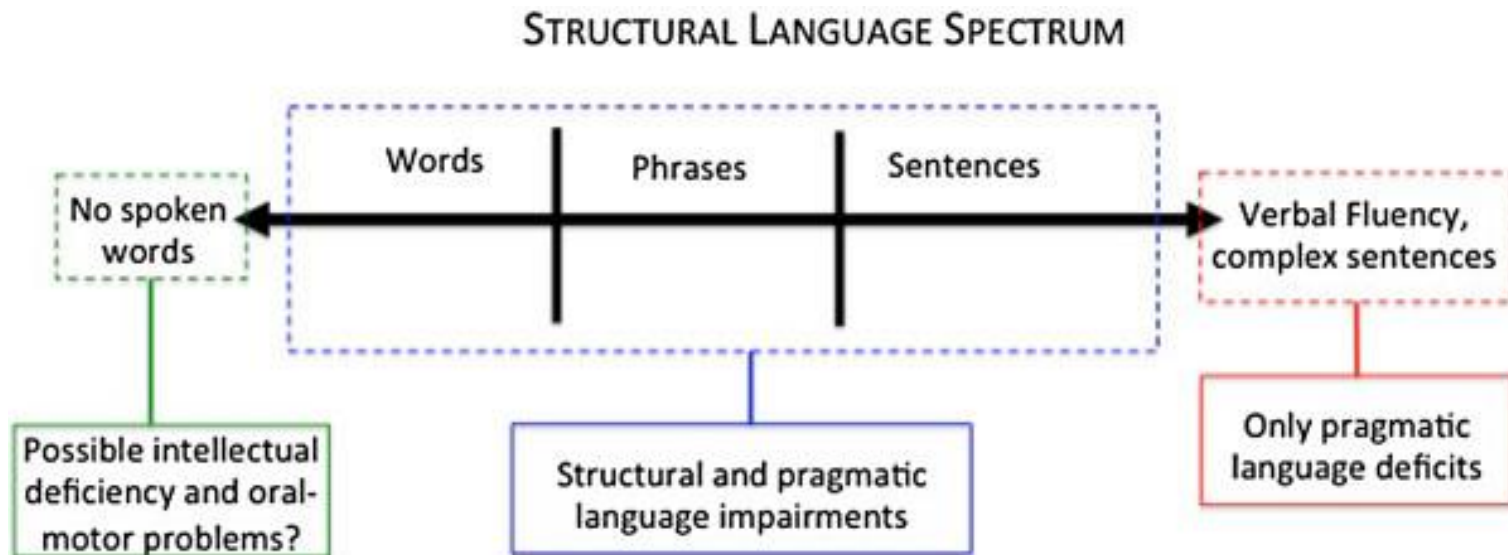 STRUCTURAL LANGUAGE SPECTRUM
Words
Phrases
Sentences
No spoken
words
Verbal Fluency,
complex sentences
Possible intellectual
deficiency and oral-
motor problems?
Structural and pragmatic
language impairments
Only pragmatic
language deficits